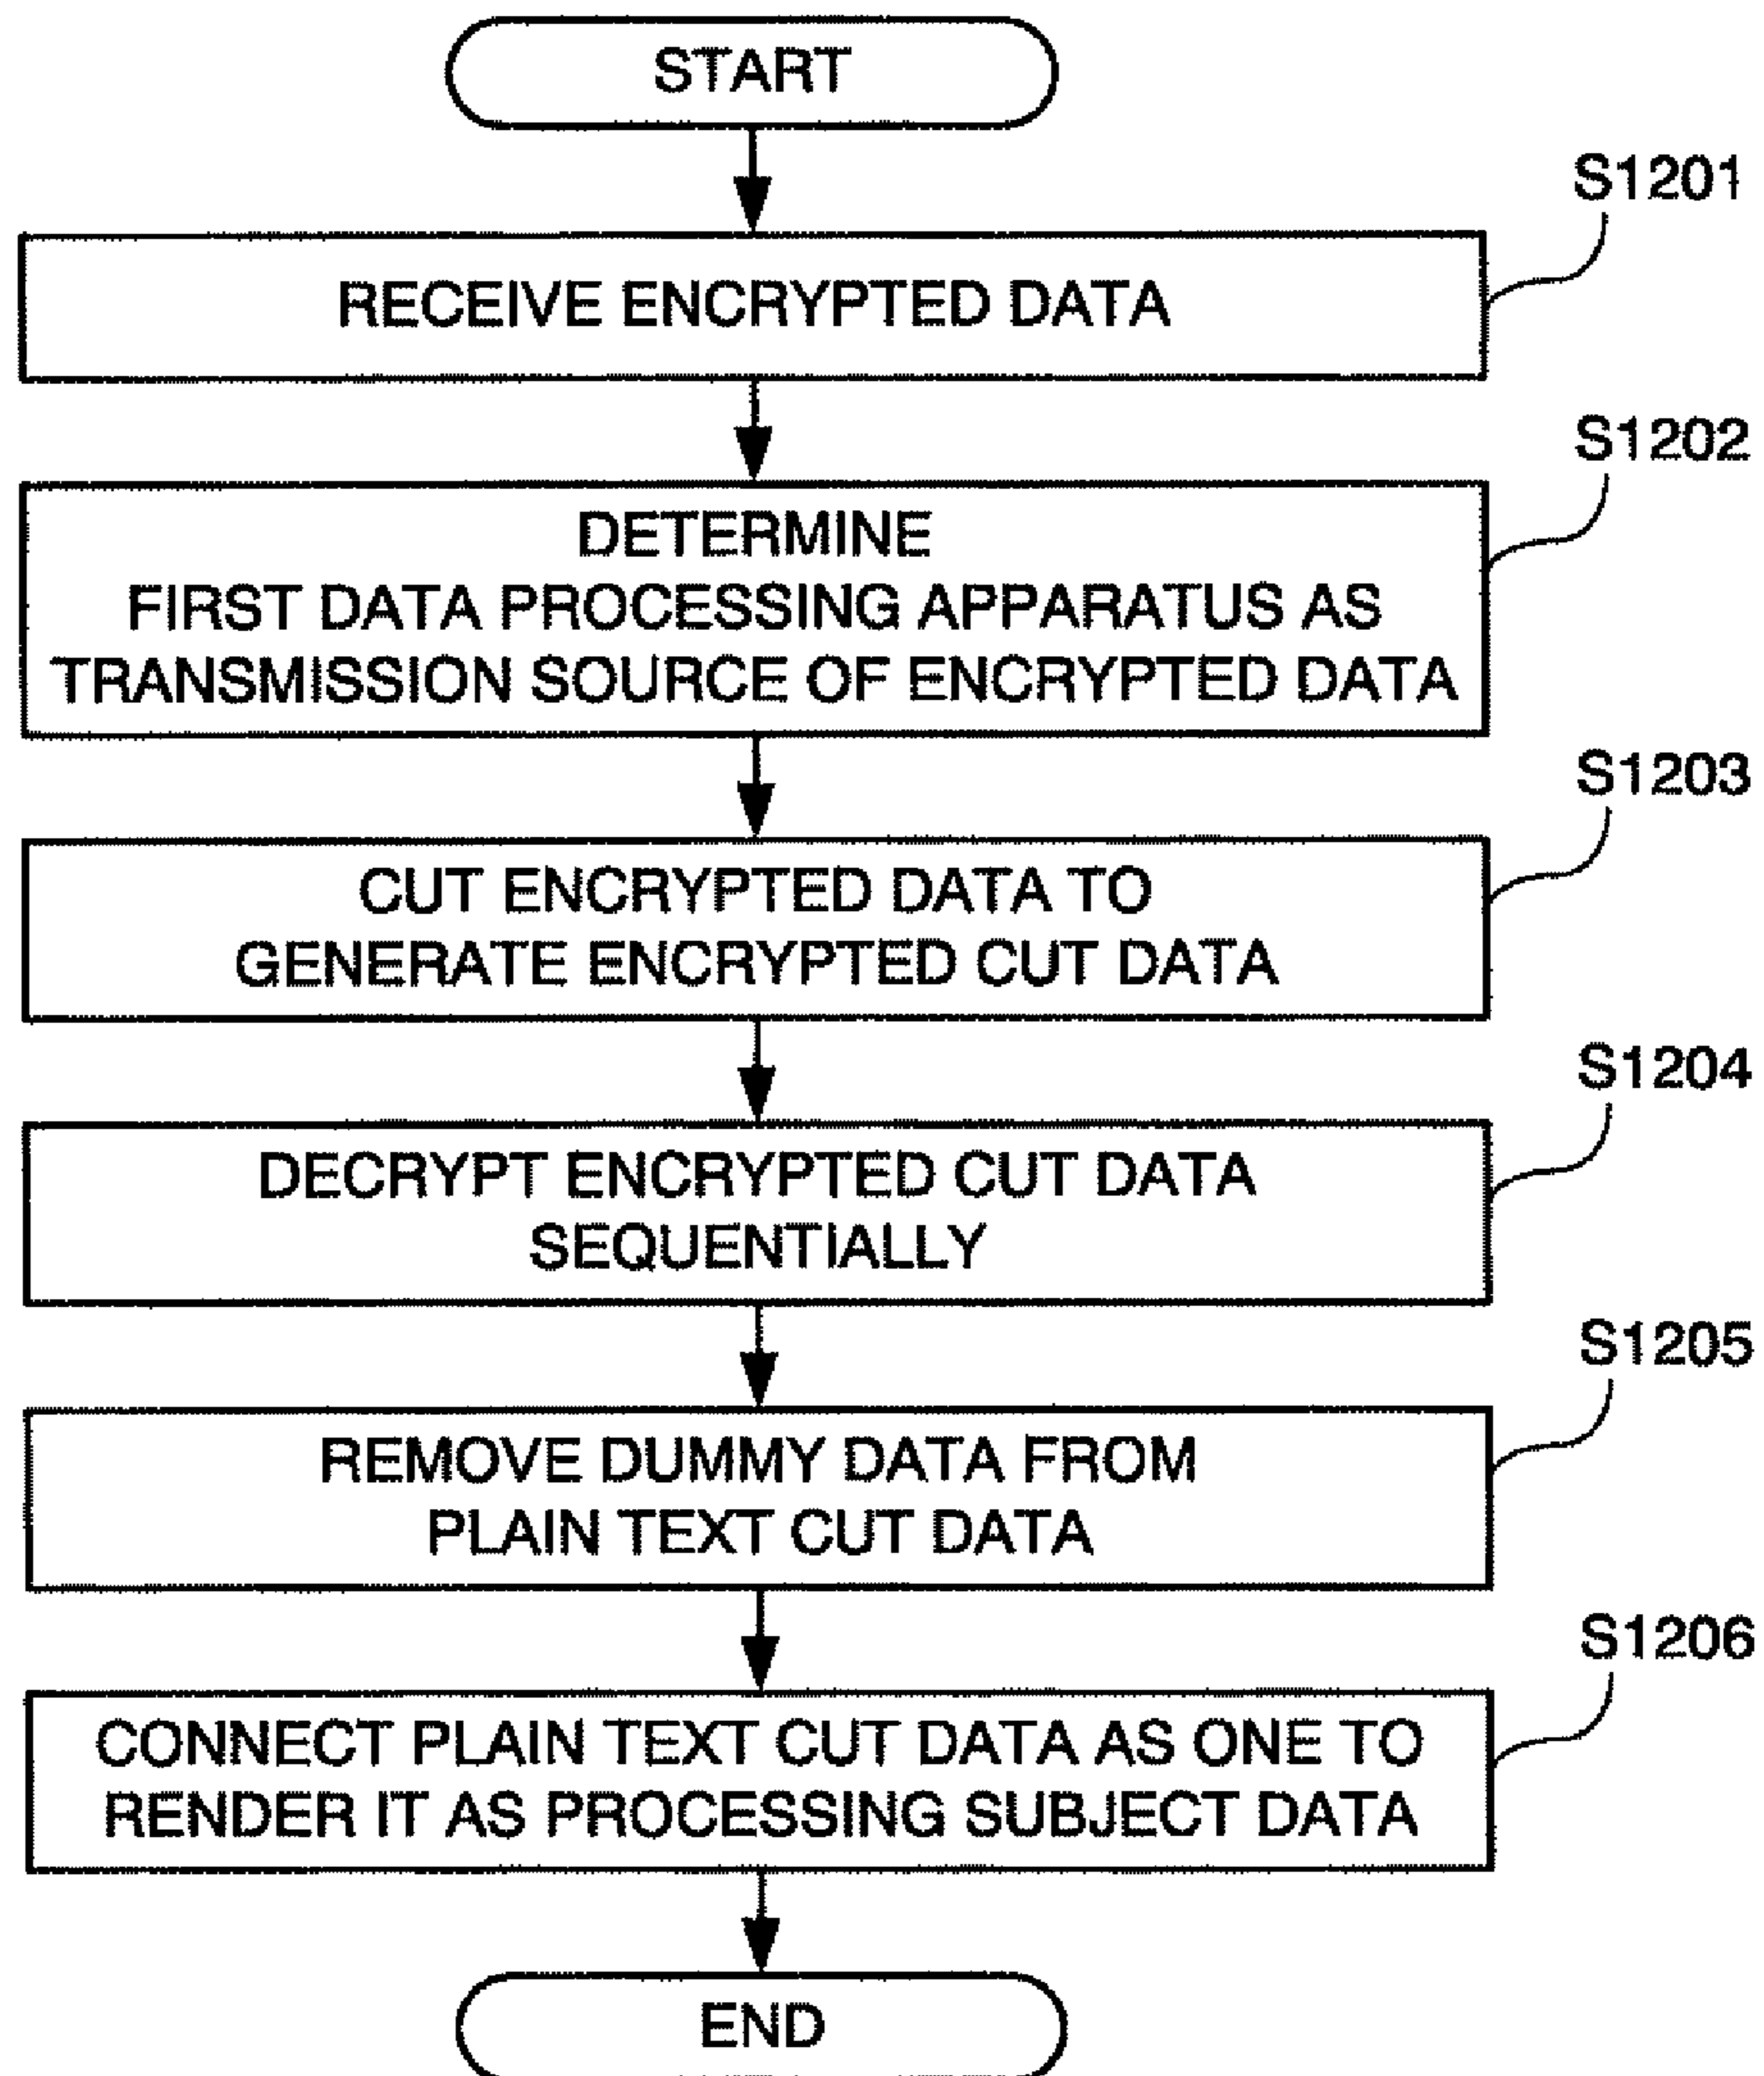 START
S1201
RECEIVE ENCRYPTED DATA
S1202
DETERMINE
FIRST DATA PROCESSING APPARATUS AS
TRANSMISSION SOURCE OF ENCRYPTED DATA
S1203
CUT ENCRYPTED DATA TO
GENERATE ENCRYPTED CUT DATA
S1204
DECRYPT ENCRYPTED CUT DATA
SEQUENTIALLY
S1205
REMOVE DUMMY DATA FROM
PLAIN TEXT CUT DATA
S1206
CONNECT PLAIN TEXT CUT DATA AS ONE TO
RENDER IT AS PROCESSING SUBJECT DATA
END